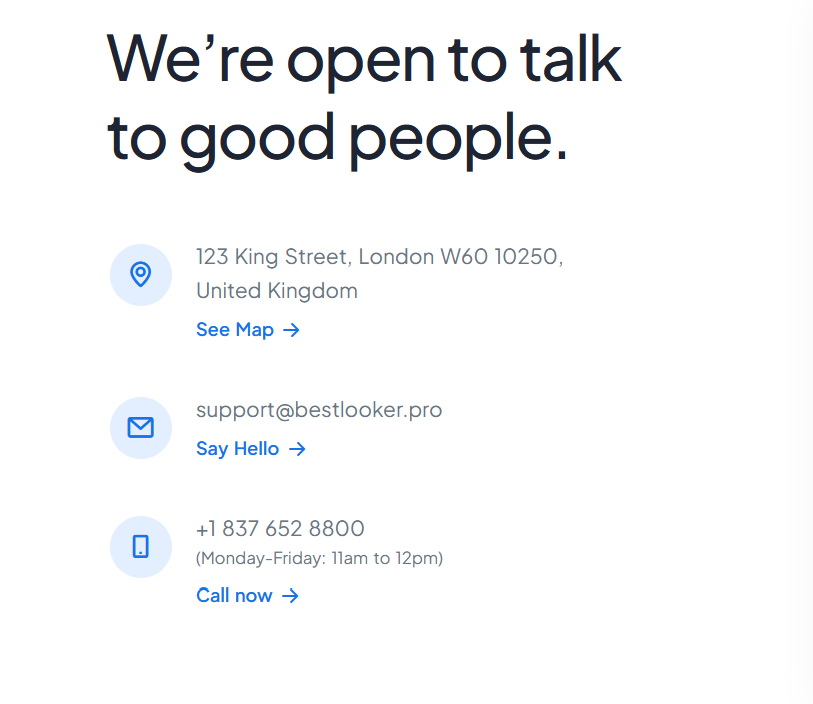 We’re open to talk
to good people.
123 King Street, London W60 10250,
United Kingdom
See Map →
support@bestlooker.pro
Say Hello →
+1 837 652 8800
(Monday-Friday: 11am to 12pm)
Call now →